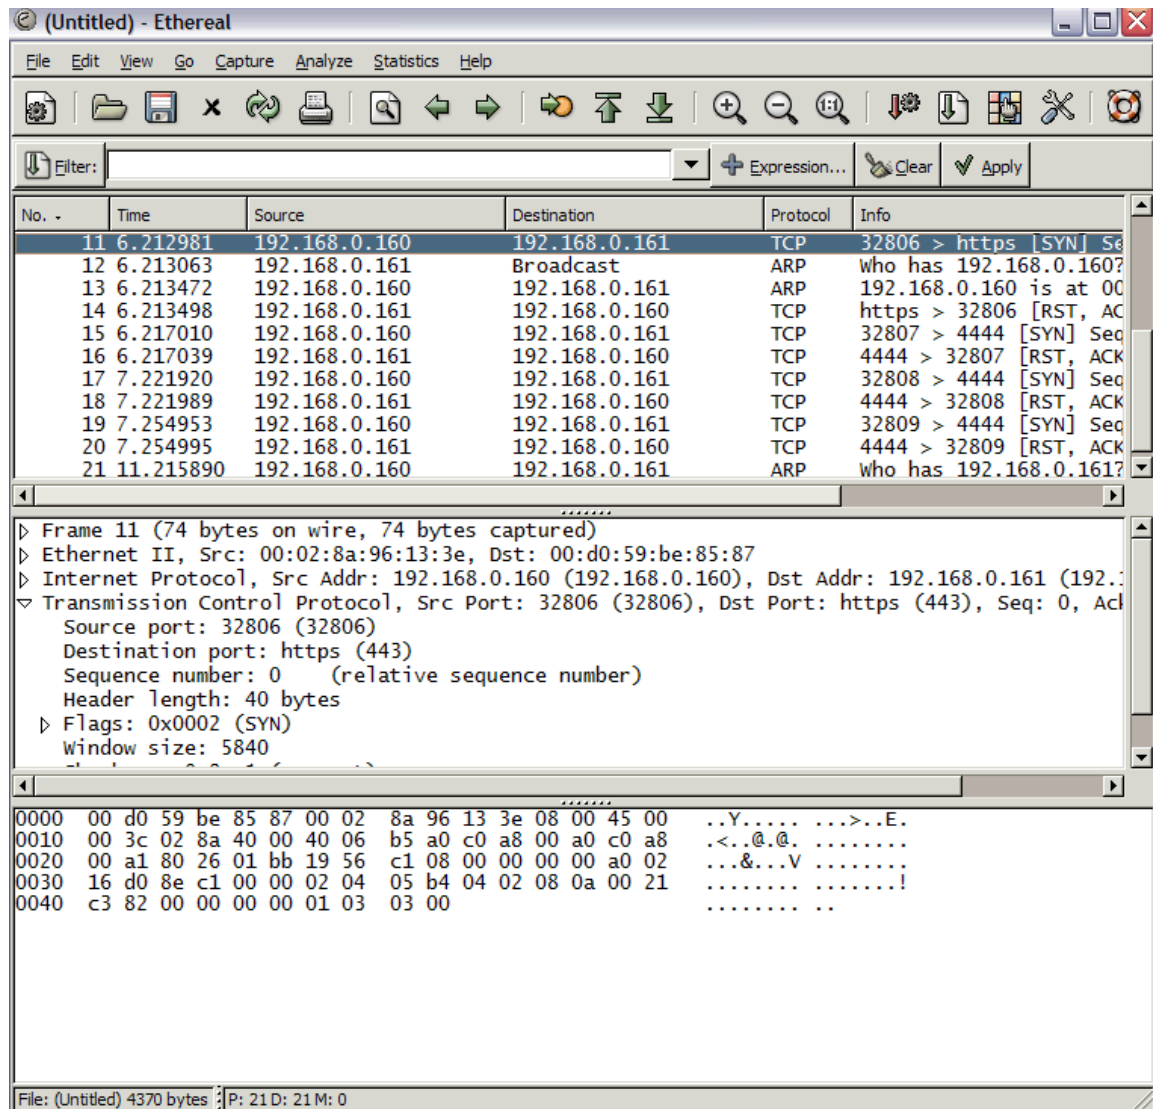 (Untitled) - Ethereal
File Edit View Go Capture Analyze Statistics Help
Filter: Expression... Clear Apply
No. Time Source Destination Protocol Info
11 6.212981 192.168.0.160 192.168.0.161 TCP 32806 > https [SYN] Se
12 6.213063 192.168.0.161 Broadcast ARP Who has 192.168.0.160?
13 6.213472 192.168.0.160 192.168.0.161 ARP 192.168.0.160 is at 00
14 6.213498 192.168.0.161 192.168.0.160 TCP https > 32806 [RST, AC
15 6.217010 192.168.0.160 192.168.0.161 TCP 32807 > 4444 [SYN] Seq
16 6.217039 192.168.0.161 192.168.0.160 TCP 4444 > 32807 [RST, ACK
17 7.221920 192.168.0.160 192.168.0.161 TCP 32808 > 4444 [SYN] Seq
18 7.221989 192.168.0.161 192.168.0.160 TCP 4444 > 32808 [RST, ACK
19 7.254953 192.168.0.160 192.168.0.161 TCP 32809 > 4444 [SYN] Seq
20 7.254995 192.168.0.161 192.168.0.160 TCP 4444 > 32809 [RST, ACK
21 11.215890 192.168.0.160 192.168.0.161 ARP Who has 192.168.0.161?
Frame 11 (74 bytes on wire, 74 bytes captured)
Ethernet II, Src: 00:02:8a:96:13:3e, Dst: 00:d0:59:be:85:87
Internet Protocol, Src Addr: 192.168.0.160 (192.168.0.160), Dst Addr: 192.168.0.161 (192.1
Transmission Control Protocol, Src Port: 32806 (32806), Dst Port: https (443), Seq: 0, Ack
Source port: 32806 (32806)
Destination port: https (443)
Sequence number: 0 (relative sequence number)
Header length: 40 bytes
Flags: 0x0002 (SYN)
Window size: 5840
0000 00 d0 59 be 85 87 00 02 8a 96 13 3e 08 00 45 00 ..Y..... ...>..E.
0010 00 3c 02 8a 40 00 40 06 b5 a0 c0 a8 00 a0 c0 a8 .<..@.@. ........
0020 00 a1 80 26 01 bb 19 56 c1 08 00 00 00 00 a0 02 ...&...V ........
0030 16 d0 8e c1 00 00 02 04 05 b4 04 02 08 0a 00 21 ........ .......!
0040 c3 82 00 00 00 00 01 03 03 00 ........ ..
File: (Untitled) 4370 bytes P: 21 D: 21 M: 0